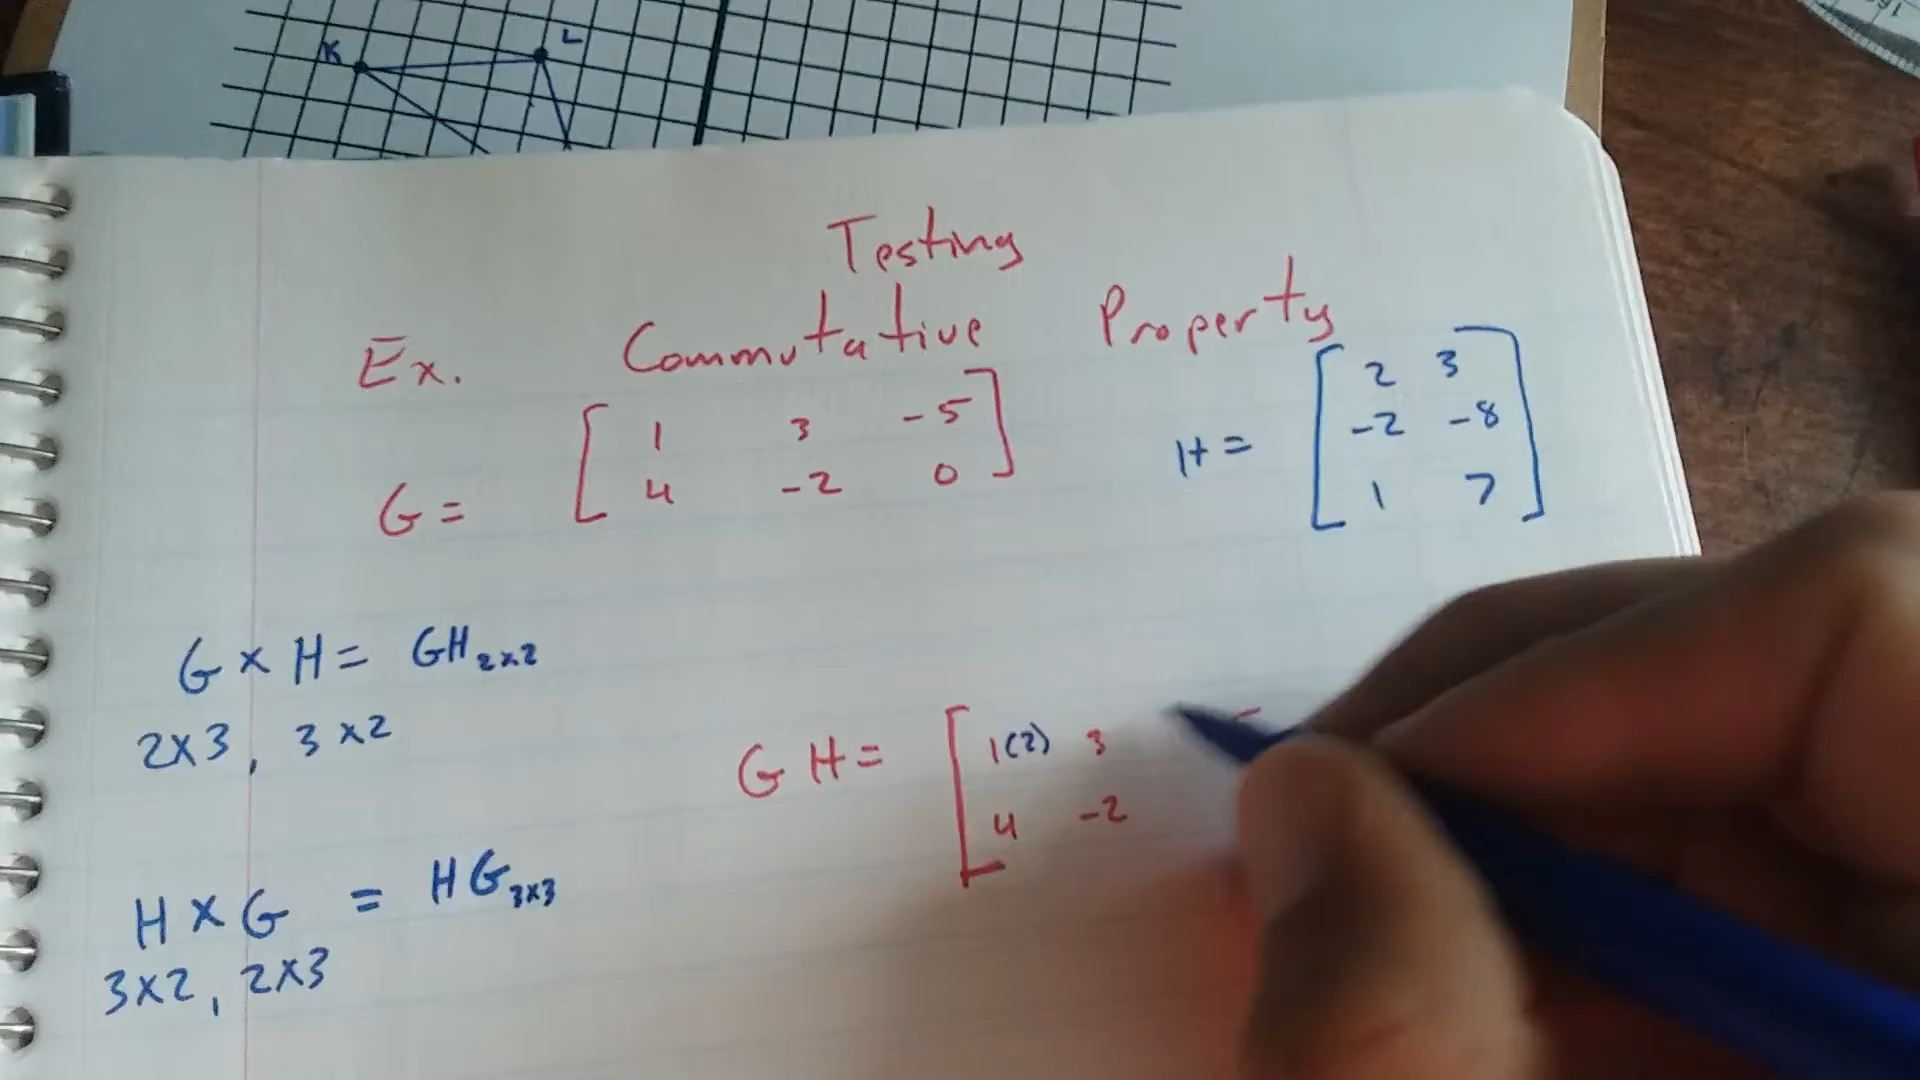 K L
Testing
Ex. Commutative Property
G = [ 1 3 -5
4 -2 0 ]
H = [ 2 3
-2 -8
1 7 ]
G x H = GH2x2
2x3, 3x2
GH = [ 1(2) 3
4 -2
H x G = HG3x3
3x2, 2x3